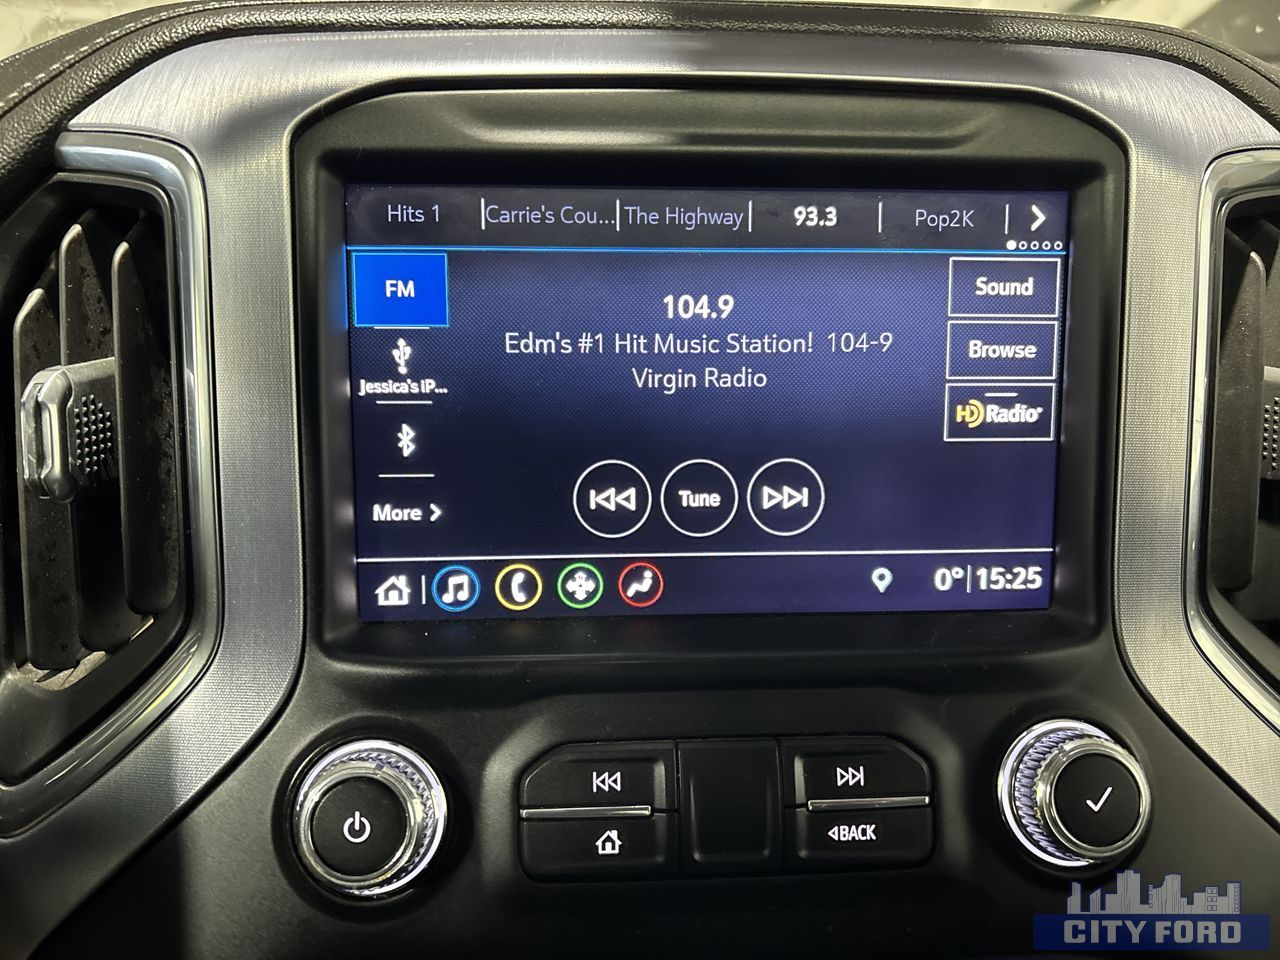 Hits 1
Carrie's Cou...
The Highway
93.3
Pop2K
FM
104.9
Edm's #1 Hit Music Station! 104-9
Virgin Radio
Sound
Browse
HD Radio
Jessica's iP...
More
Tune
0° 15:25
BACK
CITY FORD